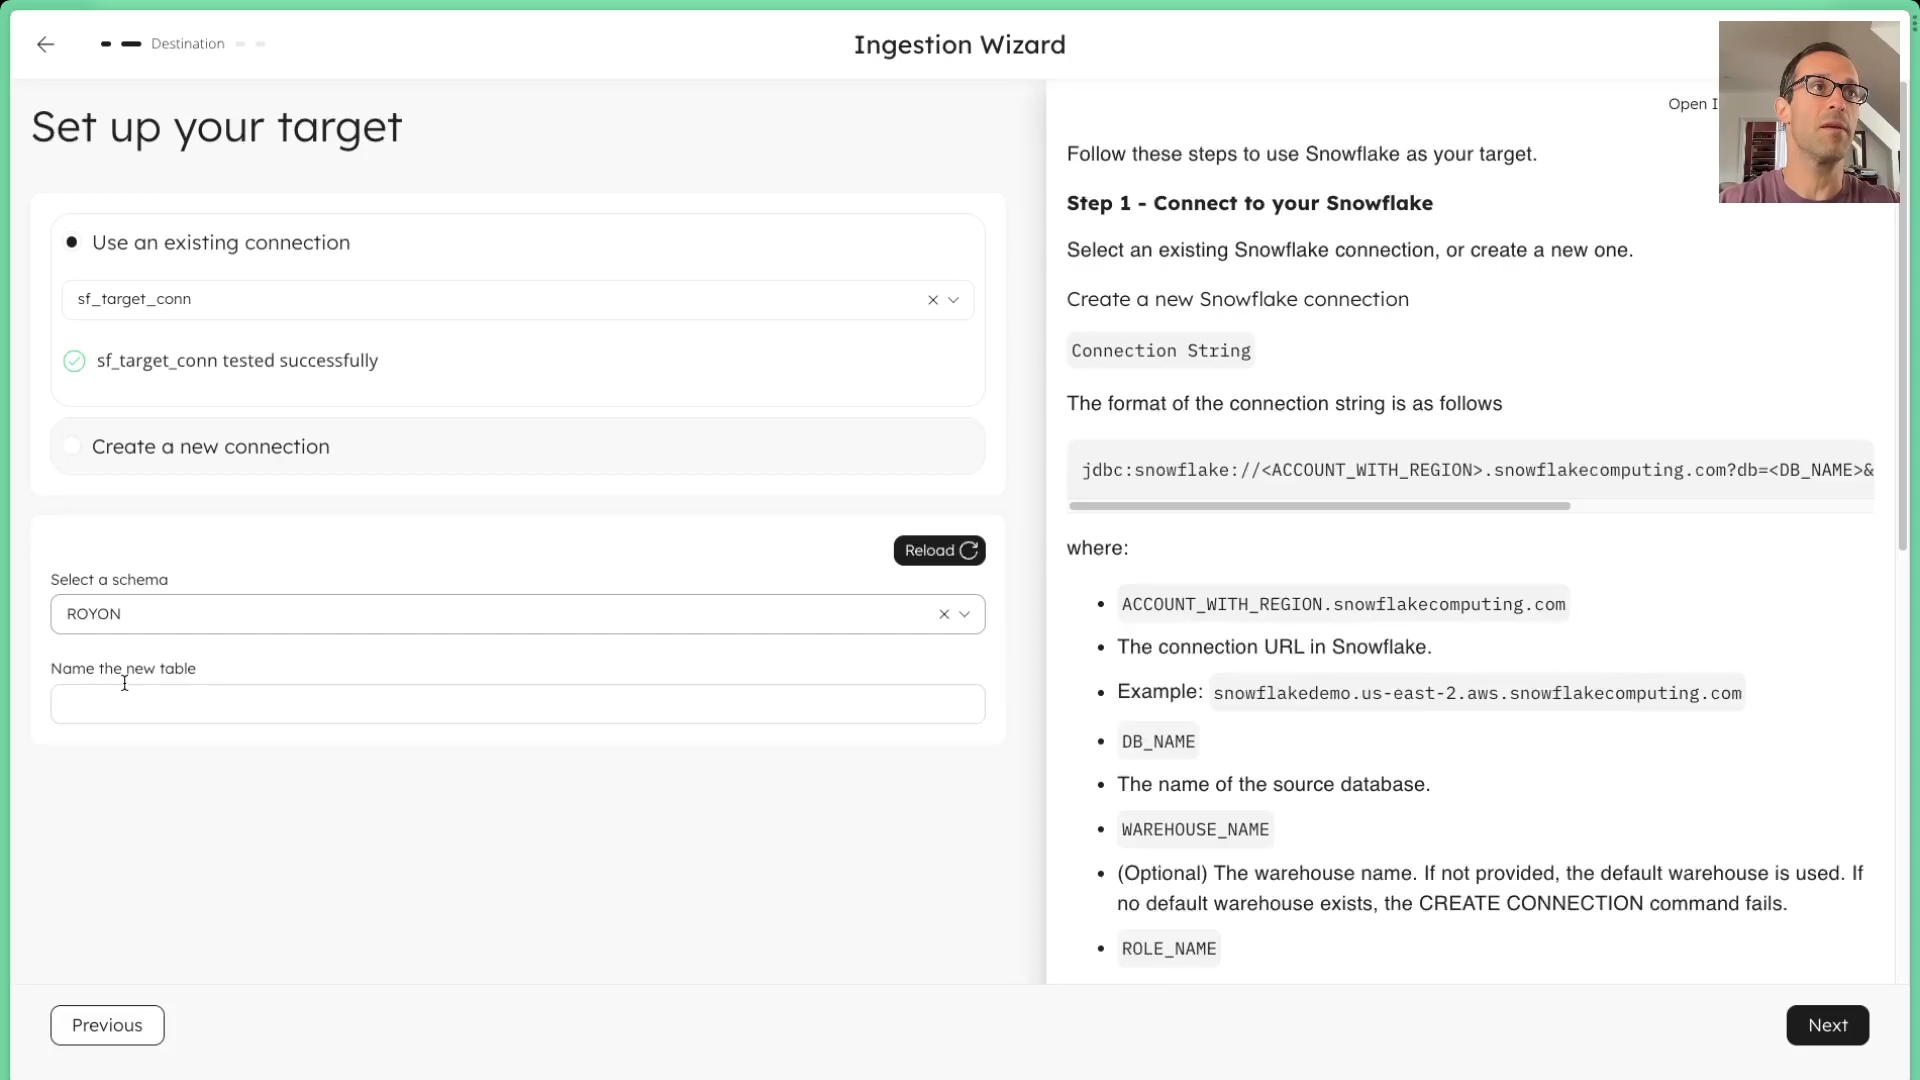 Destination
Ingestion Wizard
Set up your target
Use an existing connection
sf_target_conn
sf_target_conn tested successfully
Create a new connection
Reload
Select a schema
ROYON
Name the new table
Previous
Open I
Follow these steps to use Snowflake as your target.
Step 1 - Connect to your Snowflake
Select an existing Snowflake connection, or create a new one.
Create a new Snowflake connection
Connection String
The format of the connection string is as follows
jdbc:snowflake://<ACCOUNT_WITH_REGION>.snowflakecomputing.com?db=<DB_NAME>&
where:
• ACCOUNT_WITH_REGION.snowflakecomputing.com
• The connection URL in Snowflake.
• Example: snowflakedemo.us-east-2.aws.snowflakecomputing.com
• DB_NAME
• The name of the source database.
• WAREHOUSE_NAME
• (Optional) The warehouse name. If not provided, the default warehouse is used. If
no default warehouse exists, the CREATE CONNECTION command fails.
• ROLE_NAME
Next